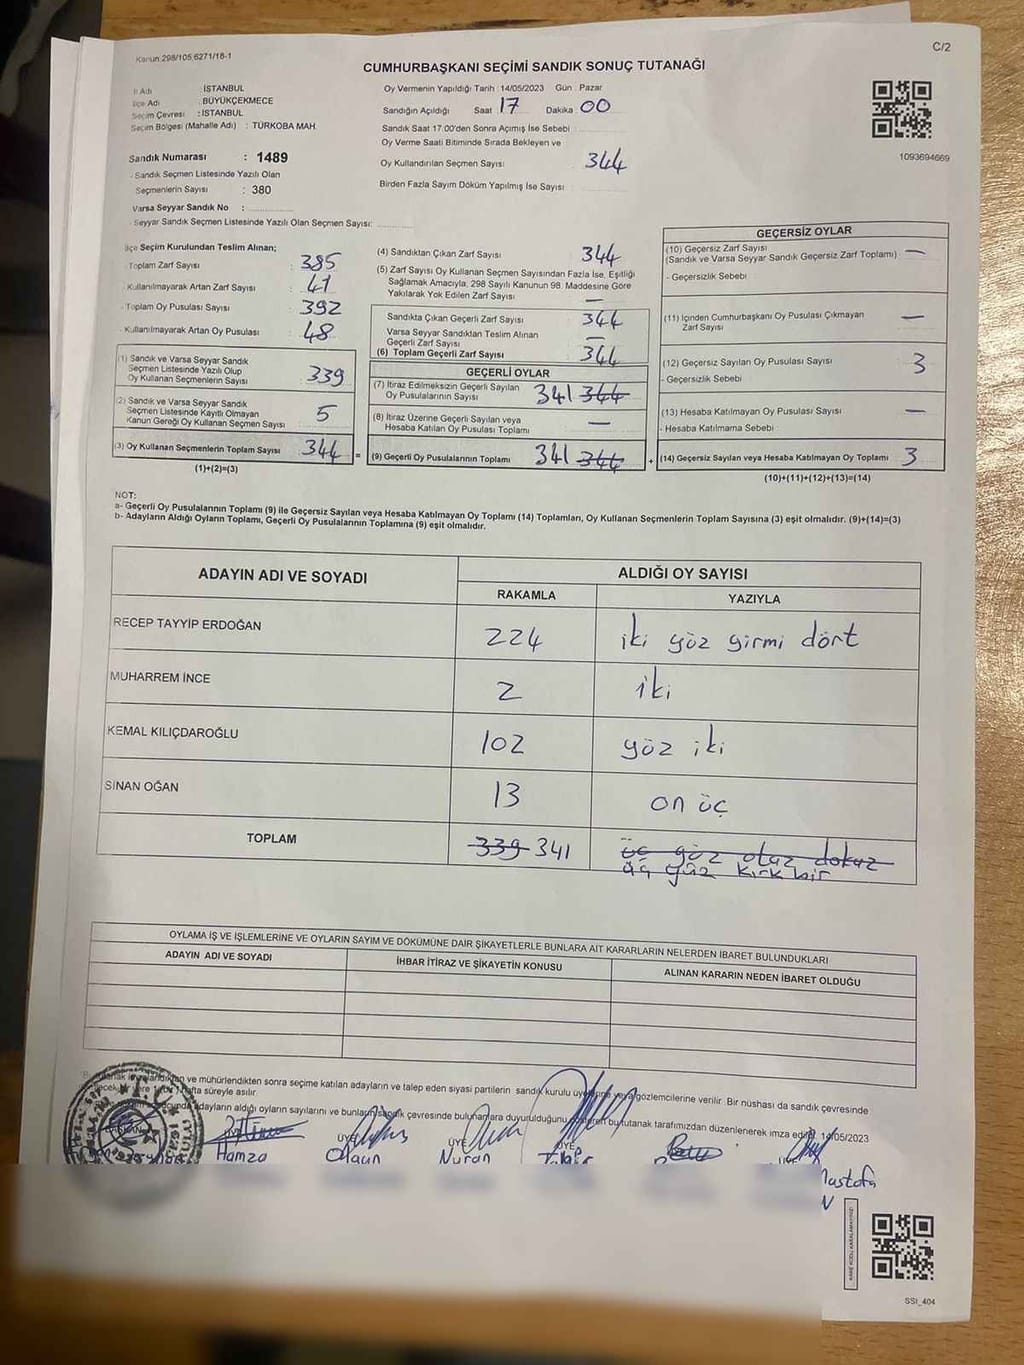 Kanun:298/105,6271/18-1
C/2
CUMHURBAŞKANI SEÇİMİ SANDIK SONUÇ TUTANAĞI
İl Adı : İSTANBUL
İlçe Adı : BÜYÜKÇEKMECE
Seçim Çevresi : İSTANBUL
Seçim Bölgesi (Mahalle Adı) : TÜRKOBA MAH.
Sandık Numarası : 1489
- Sandık Seçmen Listesinde Yazılı Olan
Seçmenlerin Sayısı : 380
Varsa Seyyar Sandık No :
- Seyyar Sandık Seçmen Listesinde Yazılı Olan Seçmen Sayısı:
Oy Vermenin Yapıldığı Tarih : 14/05/2023 Gün : Pazar
Sandığın Açıldığı Saat 17 Dakika 00
Sandık Saat 17:00'den Sonra Açımış İse Sebebi :
Oy Verme Saati Bitiminde Sırada Bekleyen ve
Oy Kullandırılan Seçmen Sayısı 344
Birden Fazla Sayım Döküm Yapılmış İse Sayısı :
1093694669
İlçe Seçim Kurulundan Teslim Alınan;
- Toplam Zarf Sayısı : 385
- Kullanılmayarak Artan Zarf Sayısı : 41
- Toplam Oy Pusulası Sayısı : 392
- Kullanılmayarak Artan Oy Pusulası : 48
(1) Sandık ve Varsa Seyyar Sandık
Seçmen Listesinde Yazılı Olup
Oy Kullanan Seçmenlerin Sayısı 339
(2) Sandık ve Varsa Seyyar Sandık
Seçmen Listesinde Kayıtlı Olmayan
Kanun Gereği Oy Kullanan Seçmen Sayısı 5
(3) Oy Kullanan Seçmenlerin Toplam Sayısı 344 =
(1)+(2)=(3)
(4) Sandıktan Çıkan Zarf Sayısı 344
(5) Zarf Sayısı Oy Kullanan Seçmen Sayısından Fazla İse, Eşitliği
Sağlamak Amacıyla, 298 Sayılı Kanunun 98. Maddesine Göre
Yakılarak Yok Edilen Zarf Sayısı —
Sandıkta Çıkan Geçerli Zarf Sayısı 344
Varsa Seyyar Sandıktan Teslim Alınan
Geçerli Zarf Sayısı —
(6) Toplam Geçerli Zarf Sayısı 344
GEÇERLİ OYLAR
(7) İtiraz Edilmeksizin Geçerli Sayılan
Oy Pusulalarının Sayısı 341 344
(8) İtiraz Üzerine Geçerli Sayılan veya
Hesaba Katılan Oy Pusulası Toplamı —
(9) Geçerli Oy Pusulalarının Toplamı 341 344 +
GEÇERSİZ OYLAR
(10) Geçersiz Zarf Sayısı
(Sandık ve Varsa Seyyar Sandık Geçersiz Zarf Toplamı) —
- Geçersizlik Sebebi
(11) İçinden Cumhurbaşkanı Oy Pusulası Çıkmayan
Zarf Sayısı —
(12) Geçersiz Sayılan Oy Pusulası Sayısı 3
- Geçersizlik Sebebi
(13) Hesaba Katılmayan Oy Pusulası Sayısı —
- Hesaba Katılmama Sebebi
(14) Geçersiz Sayılan veya Hesaba Katılmayan Oy Toplamı 3
(10)+(11)+(12)+(13)=(14)
NOT:
a- Geçerli Oy Pusulalarının Toplamı (9) ile Geçersiz Sayılan veya Hesaba Katılmayan Oy Toplamı (14) Toplamları, Oy Kullanan Seçmenlerin Toplam Sayısına (3) eşit olmalıdır. (9)+(14)=(3)
b- Adayların Aldığı Oyların Toplamı, Geçerli Oy Pusulalarının Toplamına (9) eşit olmalıdır.
ADAYIN ADI VE SOYADI
ALDIĞI OY SAYISI
RAKAMLA YAZIYLA
RECEP TAYYİP ERDOĞAN 224 iki yöz yirmi dört
MUHARREM İNCE 2 iki
KEMAL KILIÇDAROĞLU 102 yöz iki
SİNAN OĞAN 13 on üç
TOPLAM 339 341 üç yöz otuz dokuz
üç yüz kırk bir
OYLAMA İŞ VE İŞLEMLERİNE VE OYLARIN SAYIM VE DÖKÜMÜNE DAİR ŞİKAYETLERLE BUNLARA AİT KARARLARIN NELERDEN İBARET BULUNDUKLARI
ADAYIN ADI VE SOYADI İHBAR İTİRAZ VE ŞİKAYETİN KONUSU ALINAN KARARIN NEDEN İBARET OLDUĞU
ve mühürlendikten sonra seçime katılan adayların ve talep eden siyasi partilerin sandık kurulu gözlemcilerine verilir. Bir nüshası da sandık çevresinde
süreyle asılır.
adayların aldığı oyların sayılarını ve bunların sandık çevresinde bulunanlara duyurulduğunu bu tutanak tarafımızdan düzenlenerek imza 14/05/2023
T.C.
ÜYE ÜYE ÜYE
Hamza Olgun Nuran Mustafa
KARE KODU KARALAMAYINIZ!
SSI_404